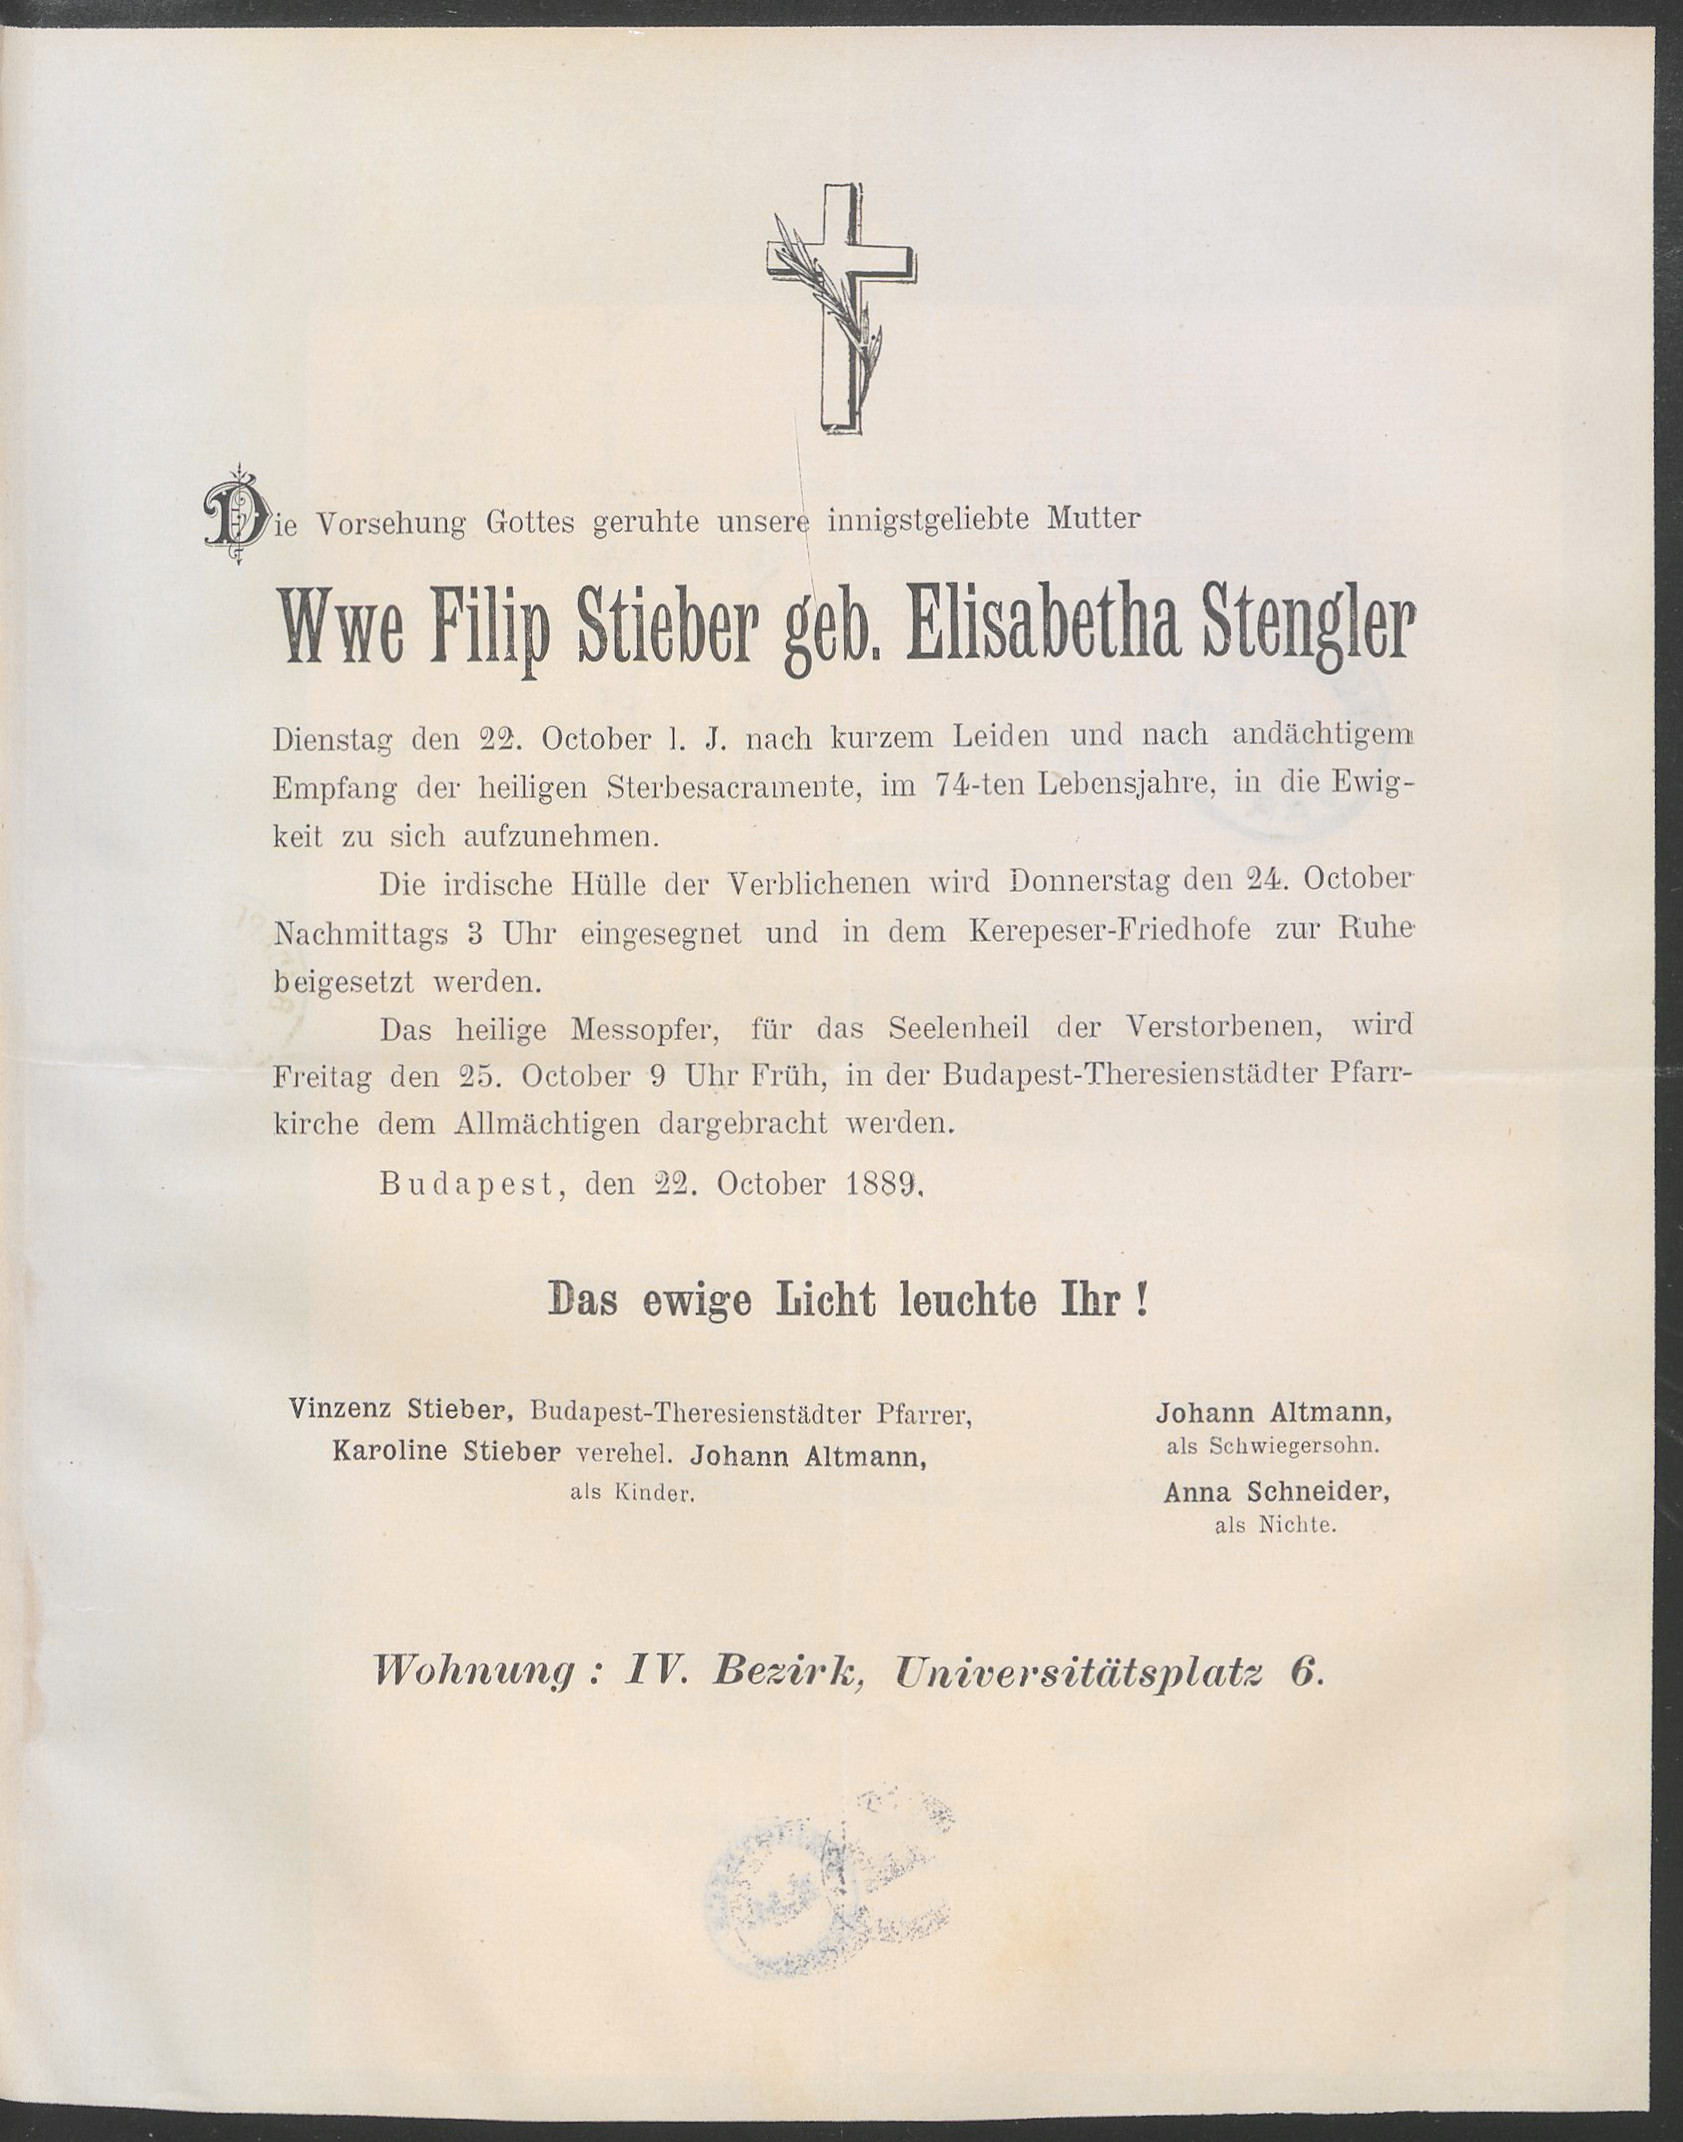 Die Vorsehung Gottes geruhte unsere innigstgeliebte Mutter
Wwe Filip Stieber geb. Elisabetha Stengler
Dienstag den 22. October l. J. nach kurzem Leiden und nach andächtigem
Empfang der heiligen Sterbesacramente, im 74-ten Lebensjahre, in die Ewig-
keit zu sich aufzunehmen.
Die irdische Hülle der Verblichenen wird Donnerstag den 24. October
Nachmittags 3 Uhr eingesegnet und in dem Kerepeser-Friedhofe zur Ruhe
beigesetzt werden.
Das heilige Messopfer, für das Seelenheil der Verstorbenen, wird
Freitag den 25. October 9 Uhr Früh, in der Budapest-Theresienstädter Pfarr-
kirche dem Allmächtigen dargebracht werden.
Budapest, den 22. October 1889.
Das ewige Licht leuchte Ihr !
Vinzenz Stieber, Budapest-Theresienstädter Pfarrer,
Karoline Stieber verehel. Johann Altmann,
als Kinder.
Johann Altmann,
als Schwiegersohn.
Anna Schneider,
als Nichte.
Wohnung : IV. Bezirk, Universitätsplatz 6.